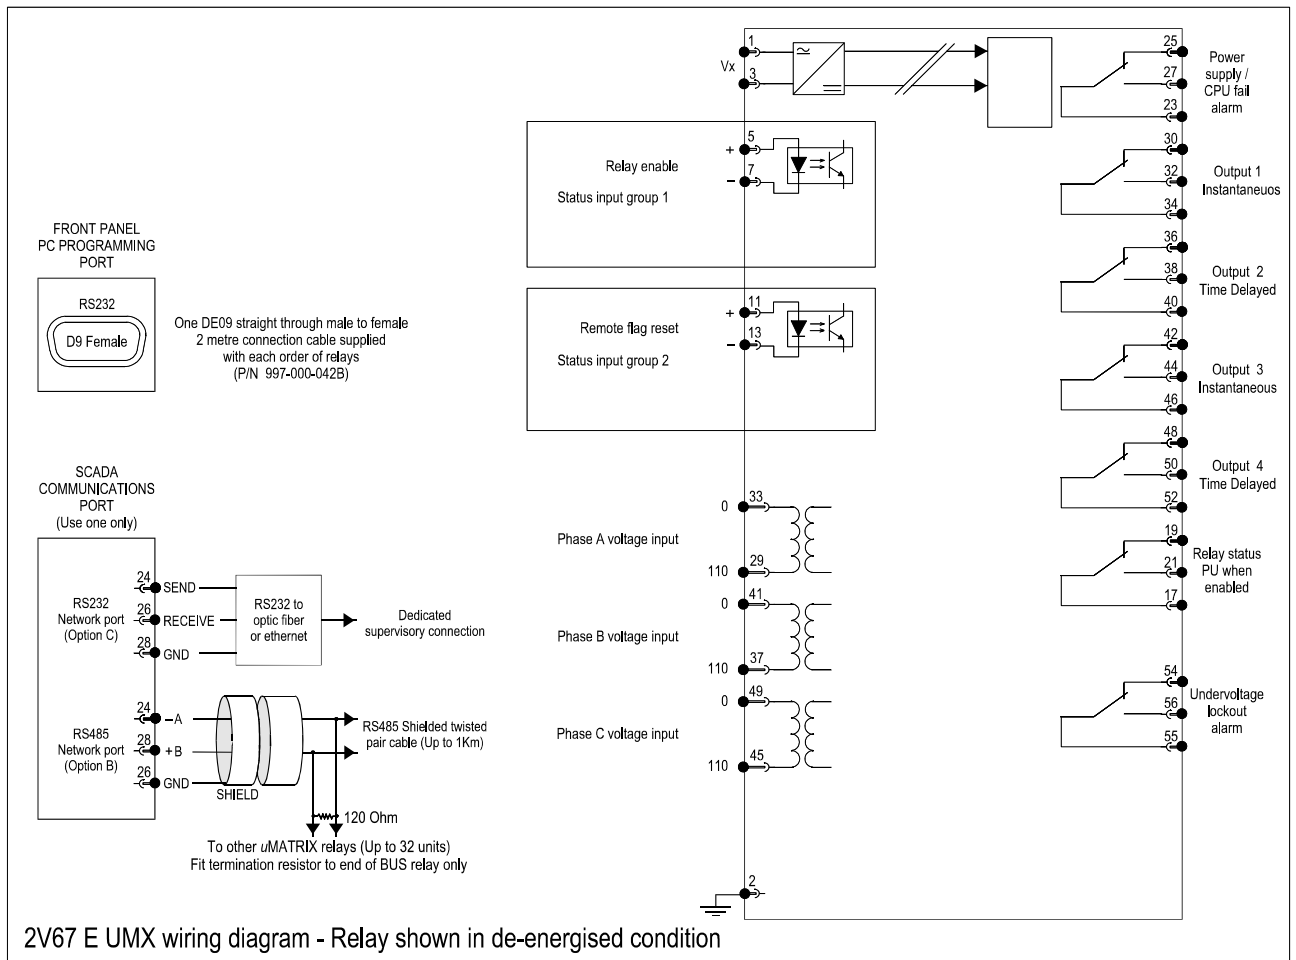 FRONT PANEL
PC PROGRAMMING
PORT
RS232
D9 Female
One DE09 straight through male to female
2 metre connection cable supplied
with each order of relays
(P/N 997-000-042B)
SCADA
COMMUNICATIONS
PORT
(Use one only)
RS232
Network port
(Option C)
24
SEND
26
RECEIVE
28
GND
RS232 to
optic fiber
or ethernet
Dedicated
supervisory connection
RS485
Network port
(Option B)
24
–A
28
+B
26
GND
SHIELD
RS485 Shielded twisted
pair cable (Up to 1Km)
120 Ohm
To other uMATRIX relays (Up to 32 units)
Fit termination resistor to end of BUS relay only
Vx
1
3
Relay enable
Status input group 1
+
5
–
7
Remote flag reset
Status input group 2
+
11
–
13
Phase A voltage input
0
33
110
29
Phase B voltage input
0
41
110
37
Phase C voltage input
0
49
110
45
2
25
27
23
Power
supply /
CPU fail
alarm
30
32
34
Output 1
Instantaneuos
36
38
40
Output 2
Time Delayed
42
44
46
Output 3
Instantaneous
48
50
52
Output 4
Time Delayed
19
21
17
Relay status
PU when
enabled
54
56
55
Undervoltage
lockout
alarm
2V67 E UMX wiring diagram - Relay shown in de-energised condition